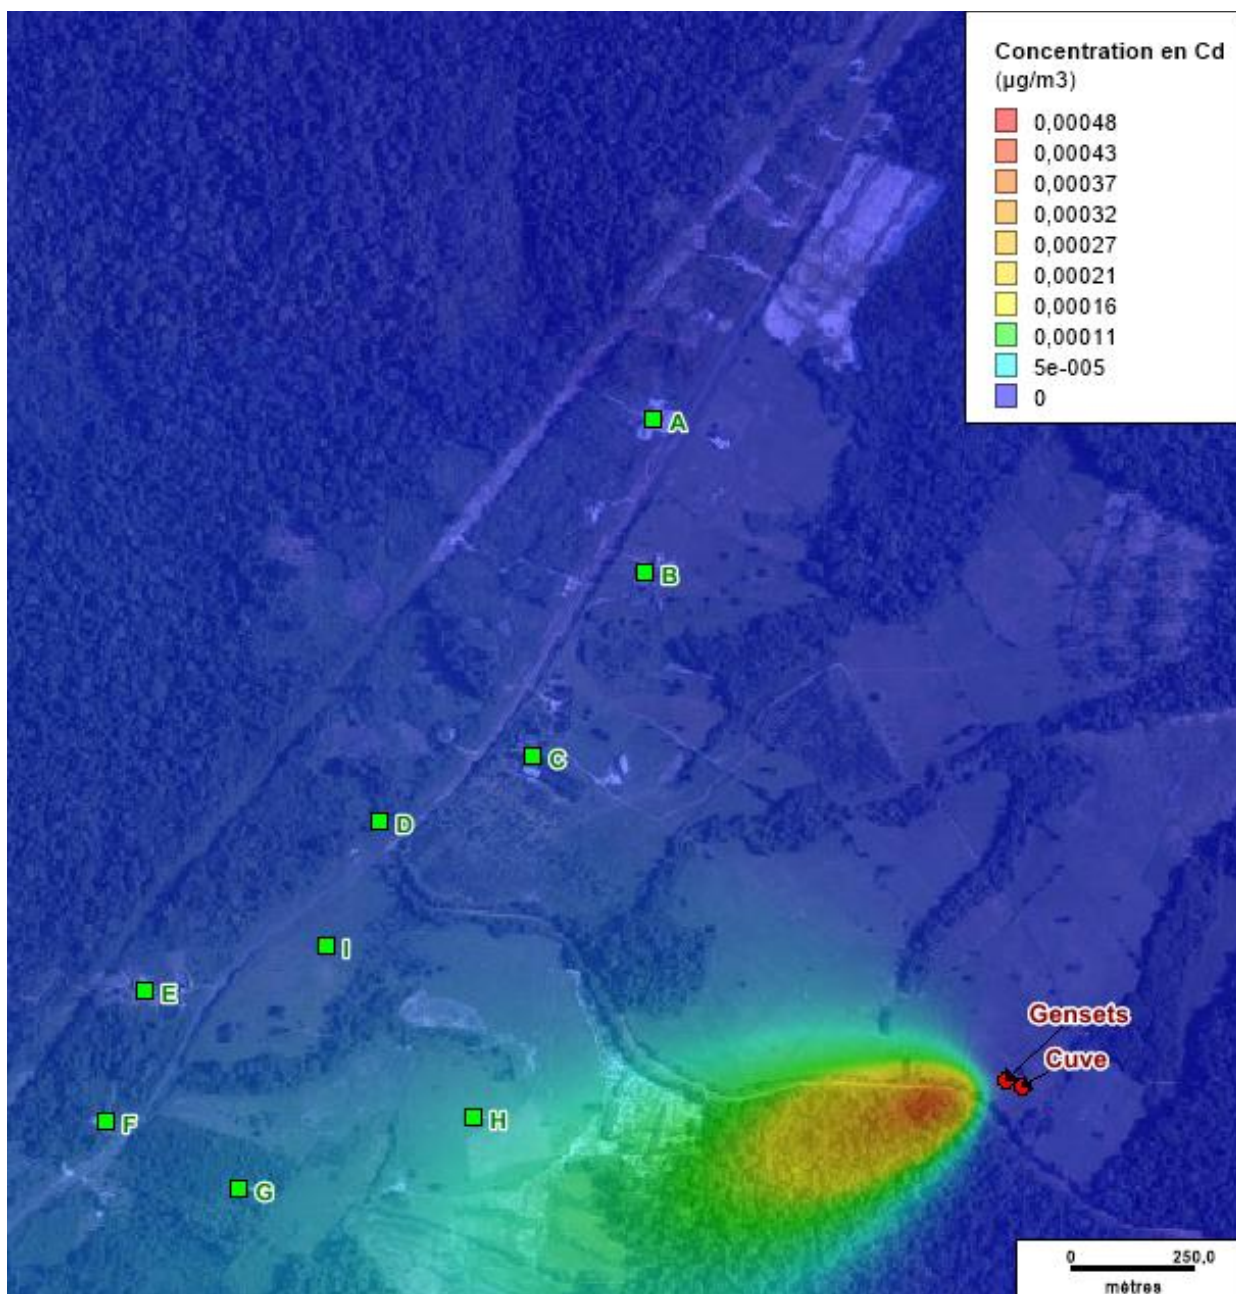 Concentration en Cd
(µg/m3)
0,00048
0,00043
0,00037
0,00032
0,00027
0,00021
0,00016
0,00011
5e-005
0
A
B
C
D
I
E
Gensets
Cuve
F
H
G
0 250,0
mètres